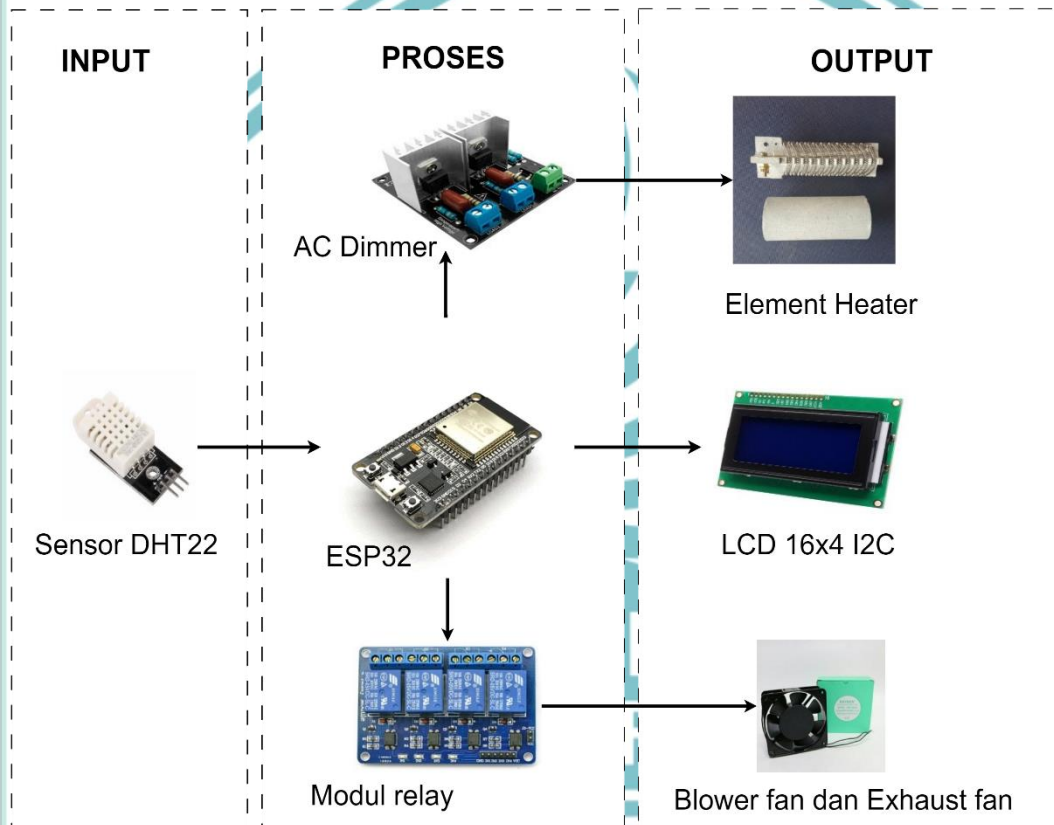 INPUT
PROSES
OUTPUT
AC Dimmer
Element Heater
Sensor DHT22
ESP32
LCD 16x4 I2C
Modul relay
Blower fan dan Exhaust fan